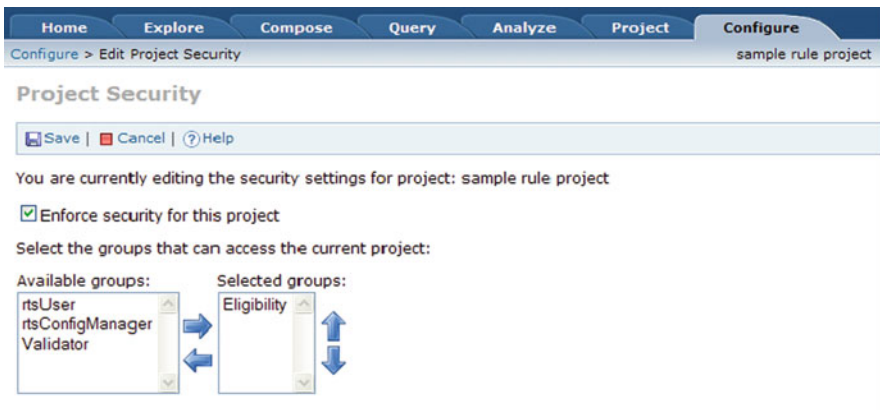 Home Explore Compose Query Analyze Project Configure
Configure > Edit Project Security sample rule project
Project Security
Save | Cancel | ? Help
You are currently editing the security settings for project: sample rule project
Enforce security for this project
Select the groups that can access the current project:
Available groups: Selected groups:
rtsUser Eligibility
rtsConfigManager
Validator